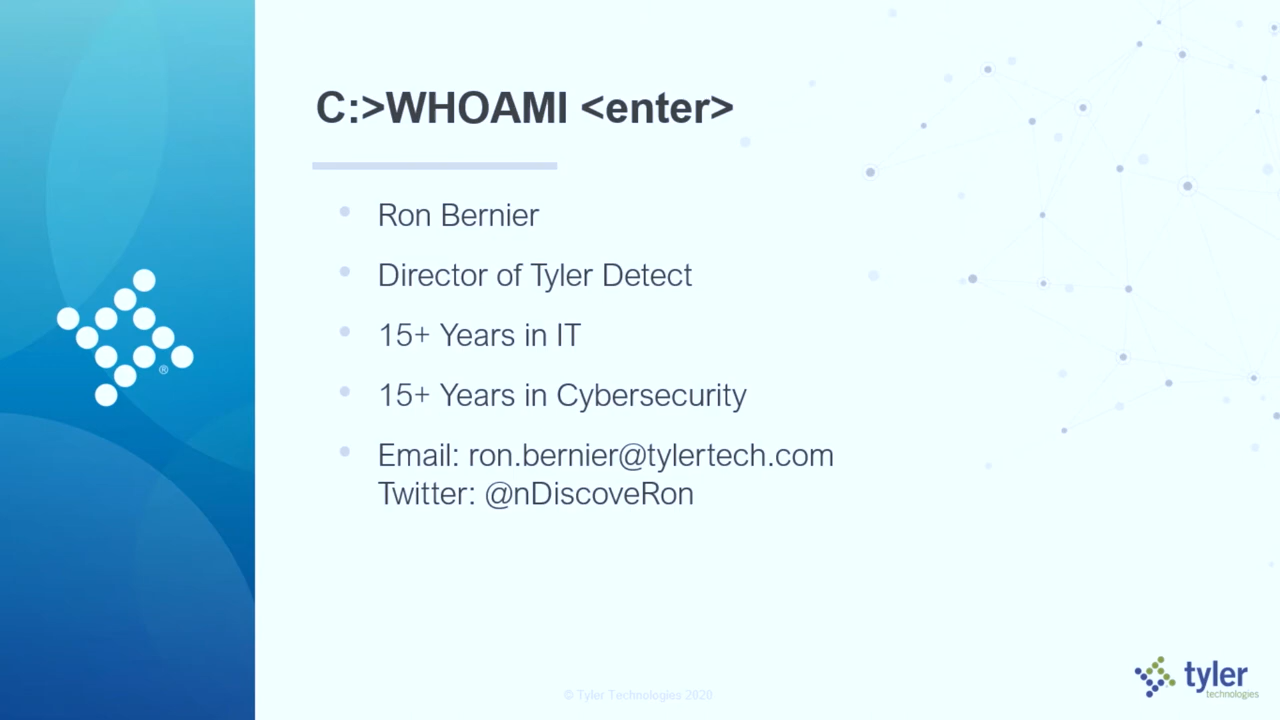 C:>WHOAMI <enter>
Ron Bernier
Director of Tyler Detect
15+ Years in IT
15+ Years in Cybersecurity
Email: ron.bernier@tylertech.com
Twitter: @nDiscoveRon
®
© Tyler Technologies 2020
tyler
technologies